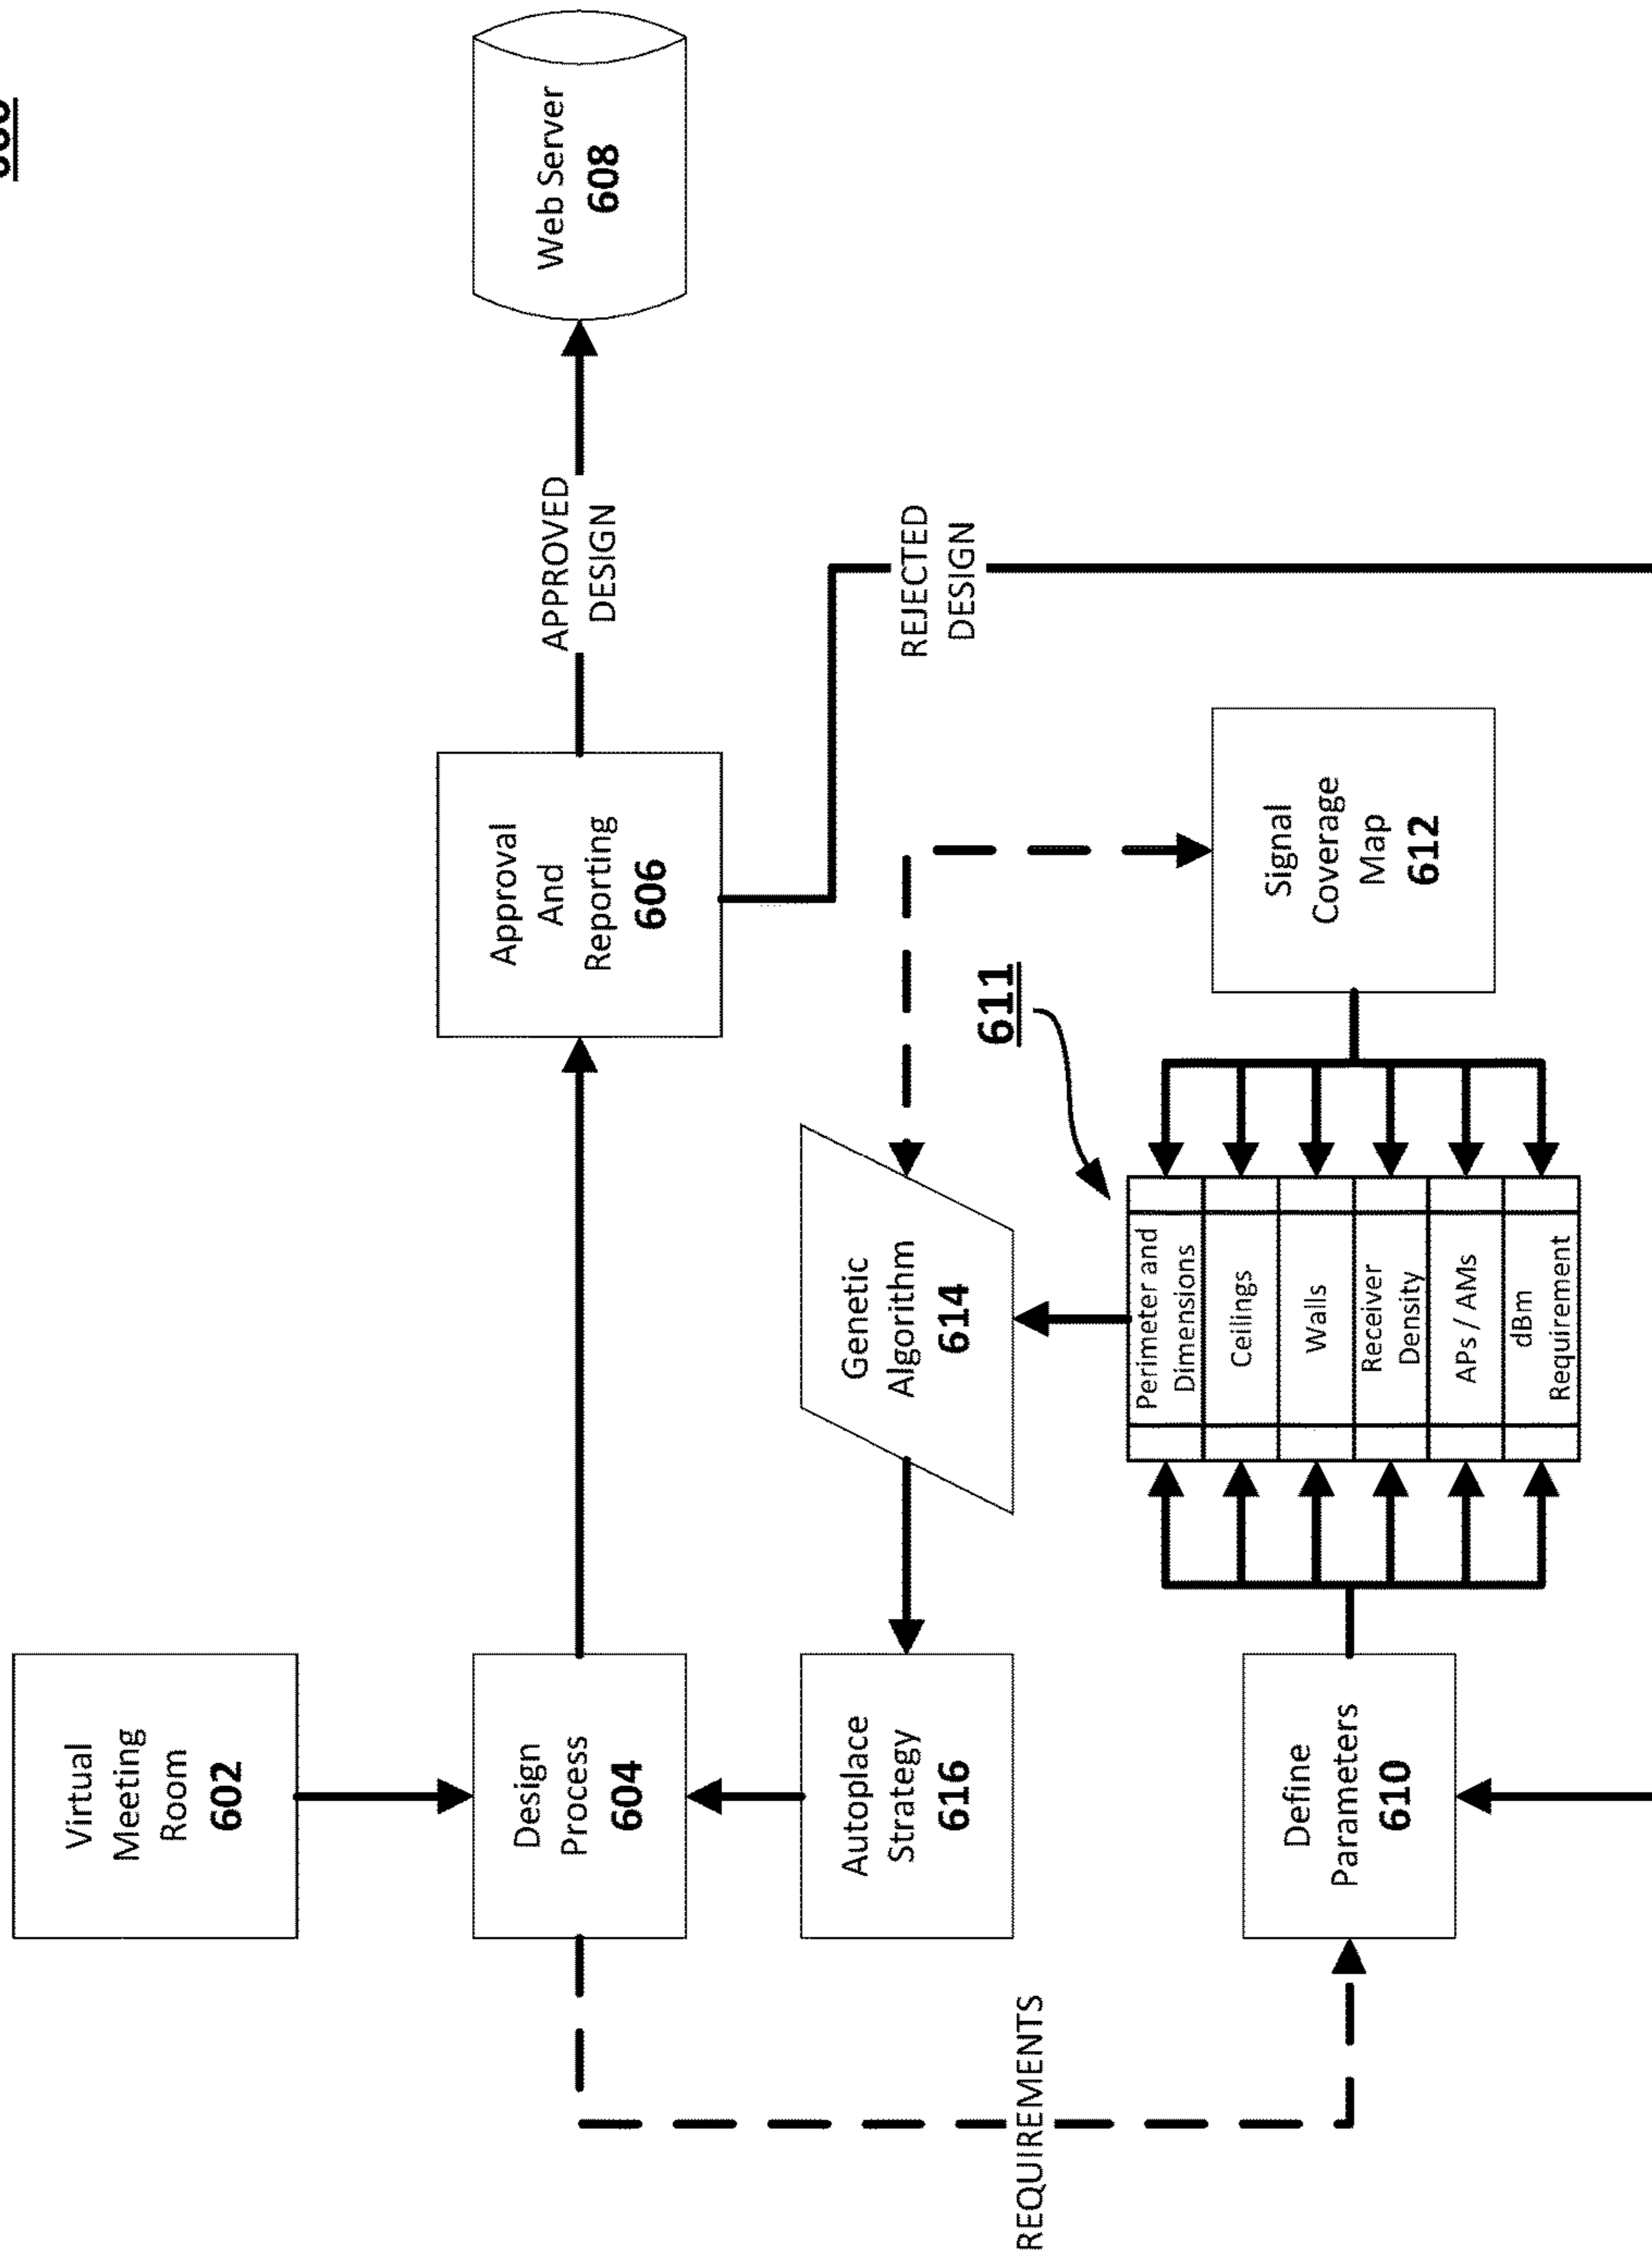 Virtual
Meeting
Room
602
Design
Process
604
Approval
And
Reporting
606
APPROVED
DESIGN
Web Server
608
Autoplace
Strategy
616
Genetic
Algorithm
614
REJECTED
DESIGN
611
REQUIREMENTS
Define
Parameters
610
Perimeter and
Dimensions
Ceilings
Walls
Receiver
Density
APs / AMs
dBm
Requirement
Signal
Coverage
Map
612